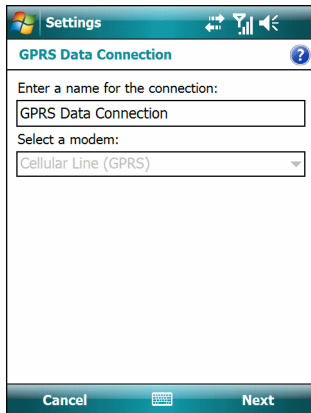 Settings
GPRS Data Connection
Enter a name for the connection:
GPRS Data Connection
Select a modem:
Cellular Line (GPRS)
Cancel Next